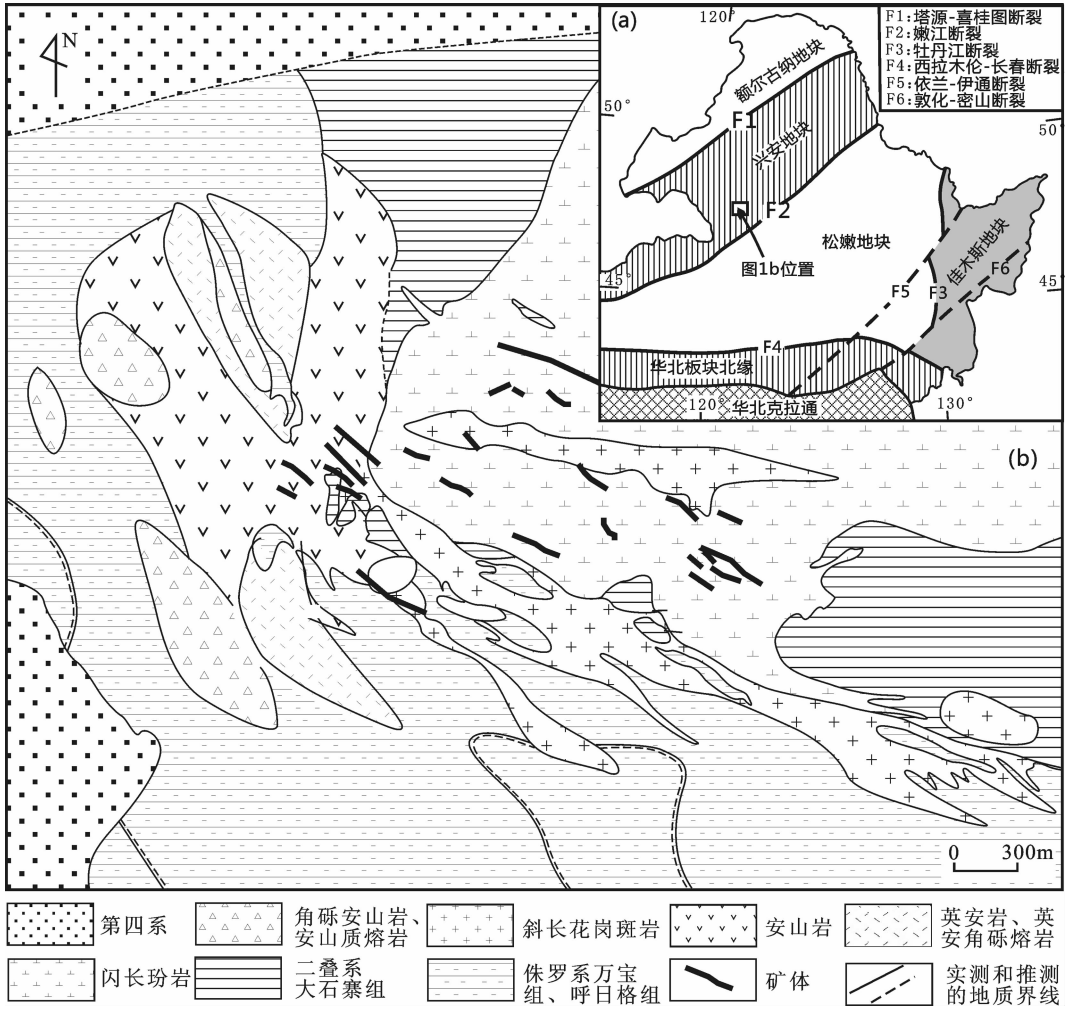 N
(a)
120°
F1:塔源-喜桂图断裂
F2:嫩江断裂
F3:牡丹江断裂
F4:西拉木伦-长春断裂
F5:依兰-伊通断裂
F6:敦化-密山断裂
额尔古纳地块
50°
50°
F1
兴安地块
F2
松嫩地块
佳木斯地块
图1b位置
F6
45°
45°
F5
F3
F4
华北板块北缘
120°
华北克拉通
130°
(b)
0
300m
第四系
角砾安山岩、
安山质熔岩
斜长花岗斑岩
安山岩
英安岩、英
安角砾熔岩
闪长玢岩
二叠系
大石寨组
侏罗系万宝
组、呼日格组
矿体
实测和推测
的地质界线